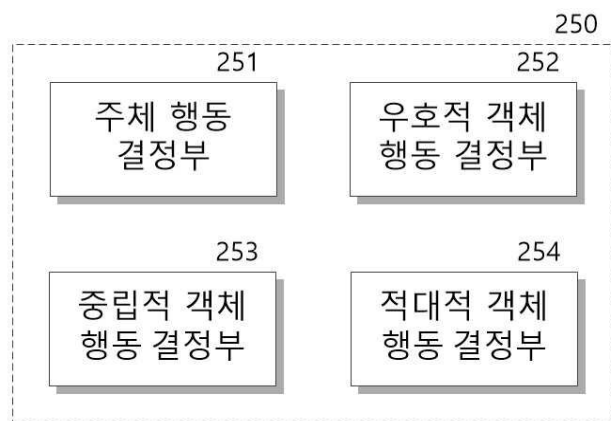 250
251
주체 행동
결정부
252
우호적 객체
행동 결정부
253
중립적 객체
행동 결정부
254
적대적 객체
행동 결정부